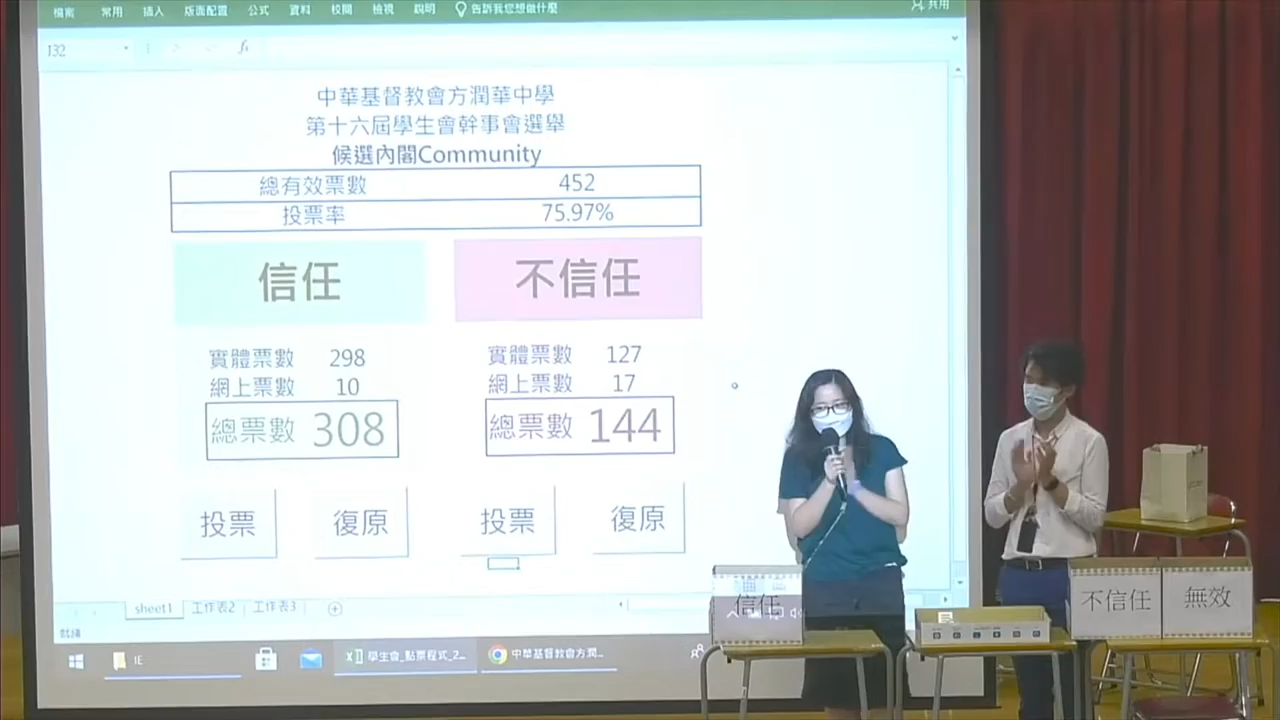 檔案 常用 插入 版面配置 公式 資料 校閱 檢視 說明 告訴我您想做什麼 共用
I32 fx
中華基督教會方潤華中學
第十六屆學生會幹事會選舉
候選內閣Community
總有效票數 452
投票率 75.97%
信任 不信任
實體票數 298 實體票數 127
網上票數 10 網上票數 17
總票數 308 總票數 144
投票 復原 投票 復原
sheet1 工作表2 工作表3
就緒
IE 學生會_點票程式_2... 中華基督教會方潤...
信任
不信任 無效